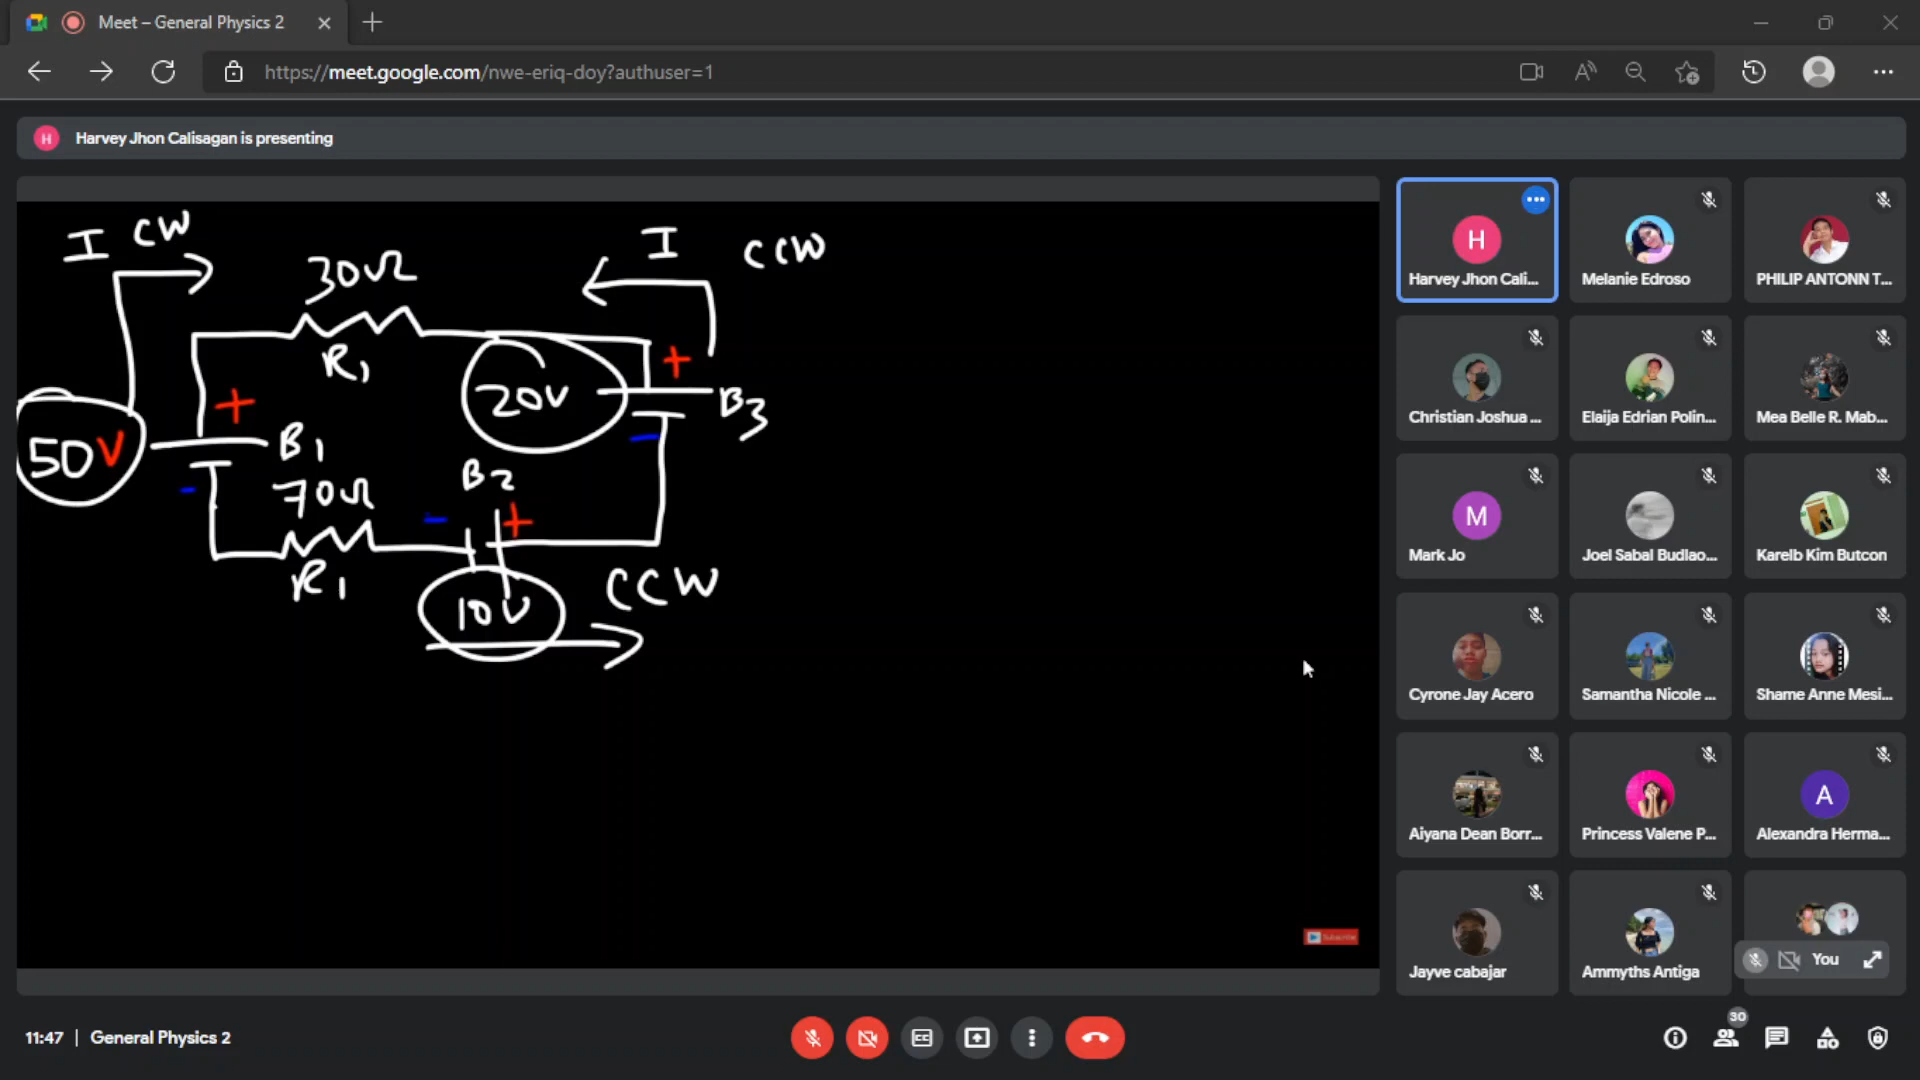 Meet – General Physics 2
https://meet.google.com/nwe-eriq-doy?authuser=1
H Harvey Jhon Calisagan is presenting
I CW
I CCW
30Ω
R1
20V
+
B3
-
+
50V
B1
-
70Ω
R1
B2
- +
10V
CCW
Subscribe
H
Harvey Jhon Cali...
Melanie Edroso
PHILIP ANTONN T...
Christian Joshua ...
Elaija Edrian Polin...
Mea Belle R. Mab...
M
Mark Jo
Joel Sabal Budlao...
Karelb Kim Butcon
Cyrone Jay Acero
Samantha Nicole ...
Shame Anne Mesi...
Aiyana Dean Borr...
Princess Valene P...
A
Alexandra Herma...
Jayve cabajar
Ammyths Antiga
You
11:47 | General Physics 2
30